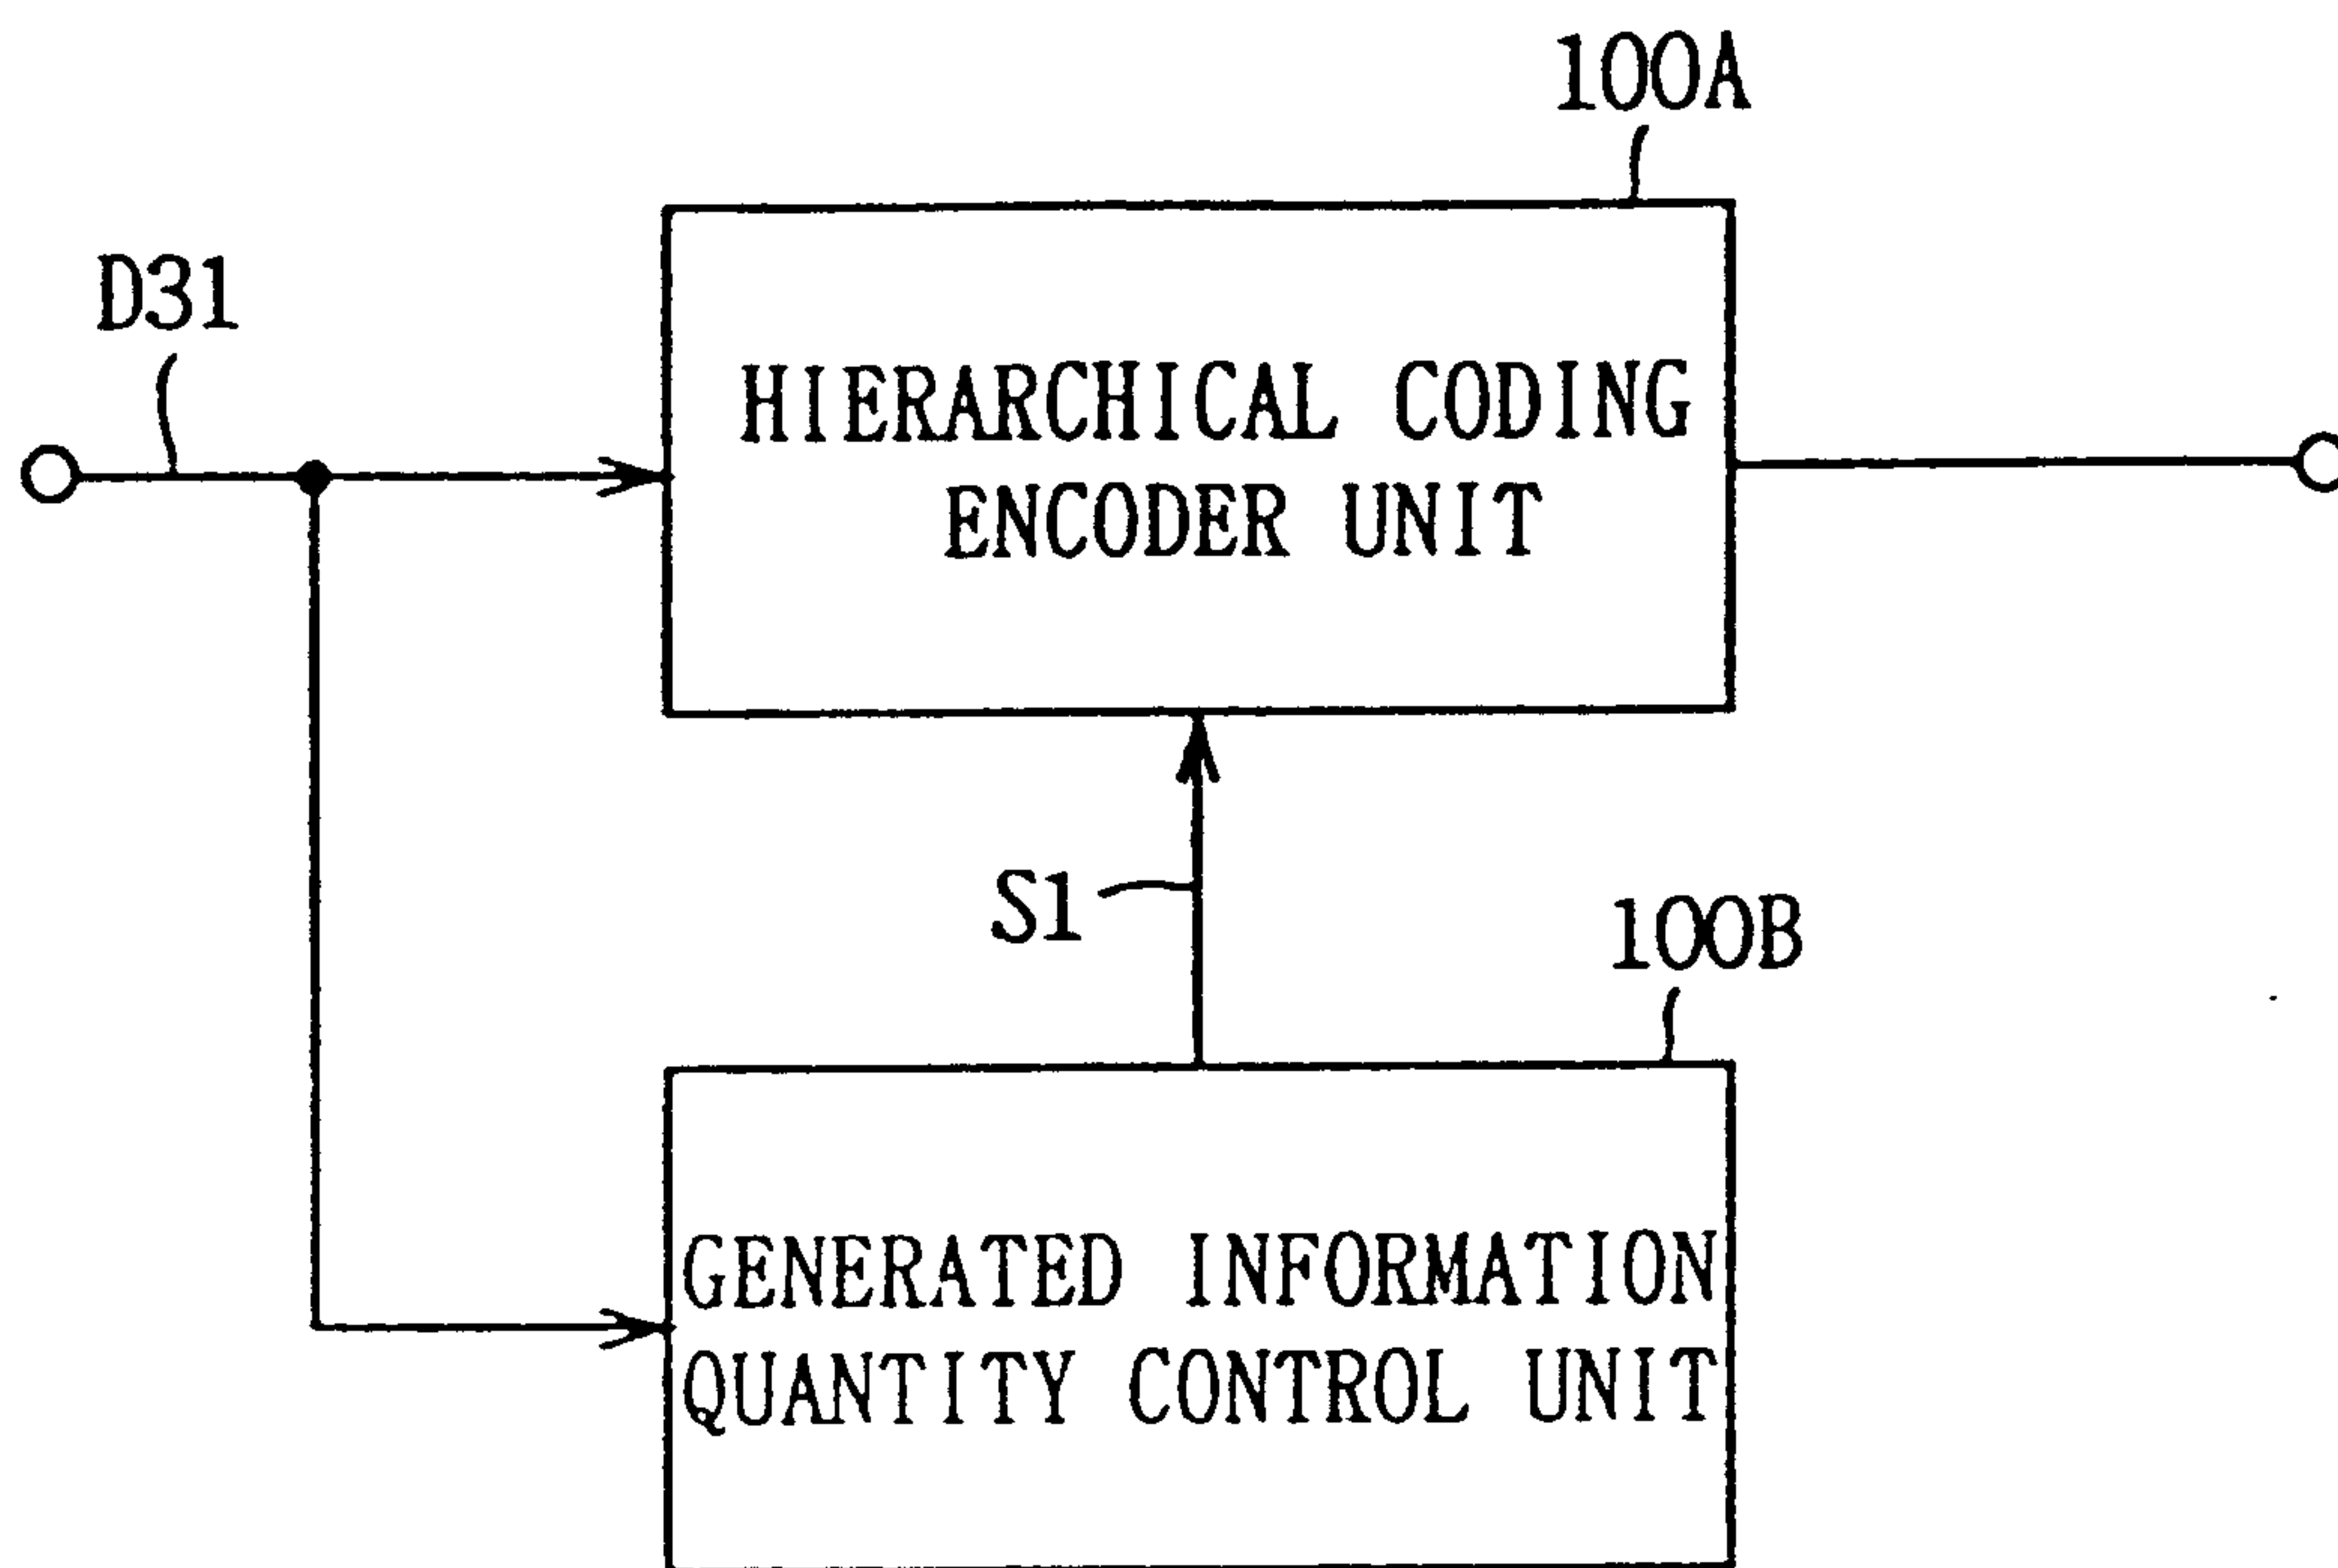 100A
D31
HIERARCHICAL CODING
ENCODER UNIT
S1
100B
GENERATED INFORMATION
QUANTITY CONTROL UNIT